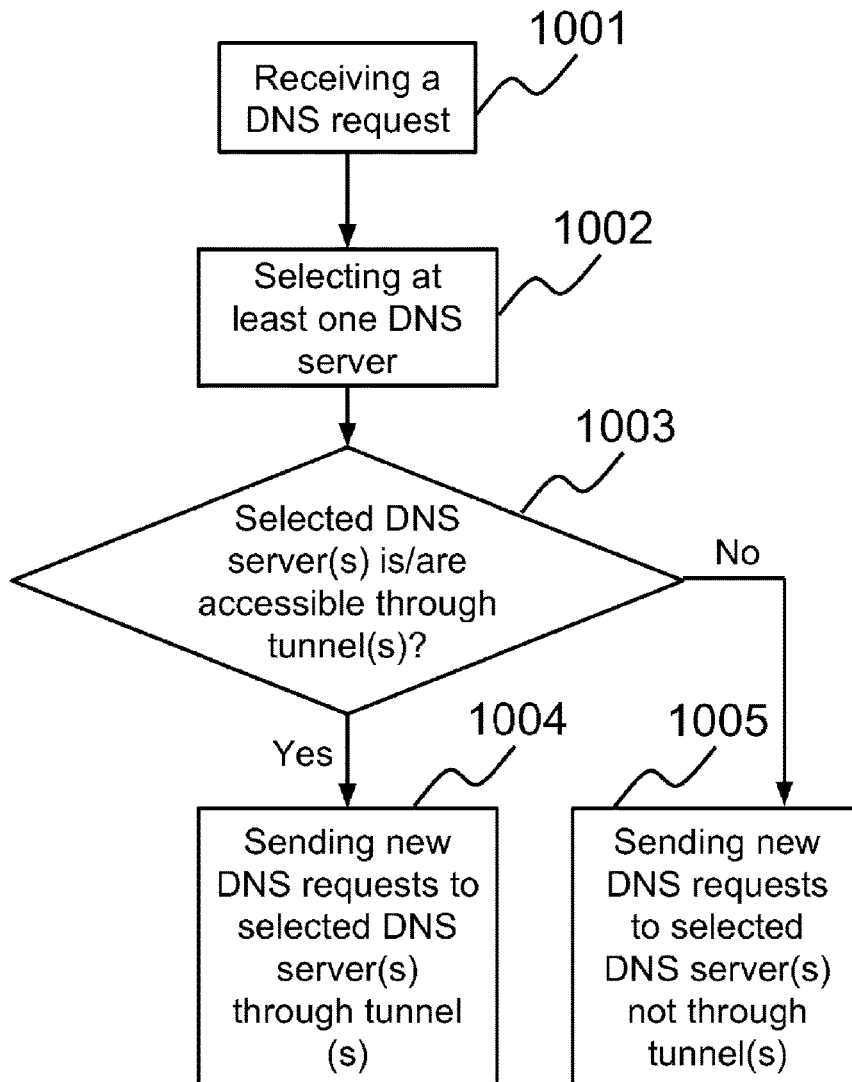 1001
Receiving a
DNS request
1002
Selecting at
least one DNS
server
1003
Selected DNS
server(s) is/are
accessible through
tunnel(s)?
No
Yes
1004
Sending new
DNS requests to
selected DNS
server(s)
through tunnel
(s)
1005
Sending new
DNS requests
to selected
DNS server(s)
not through
tunnel(s)